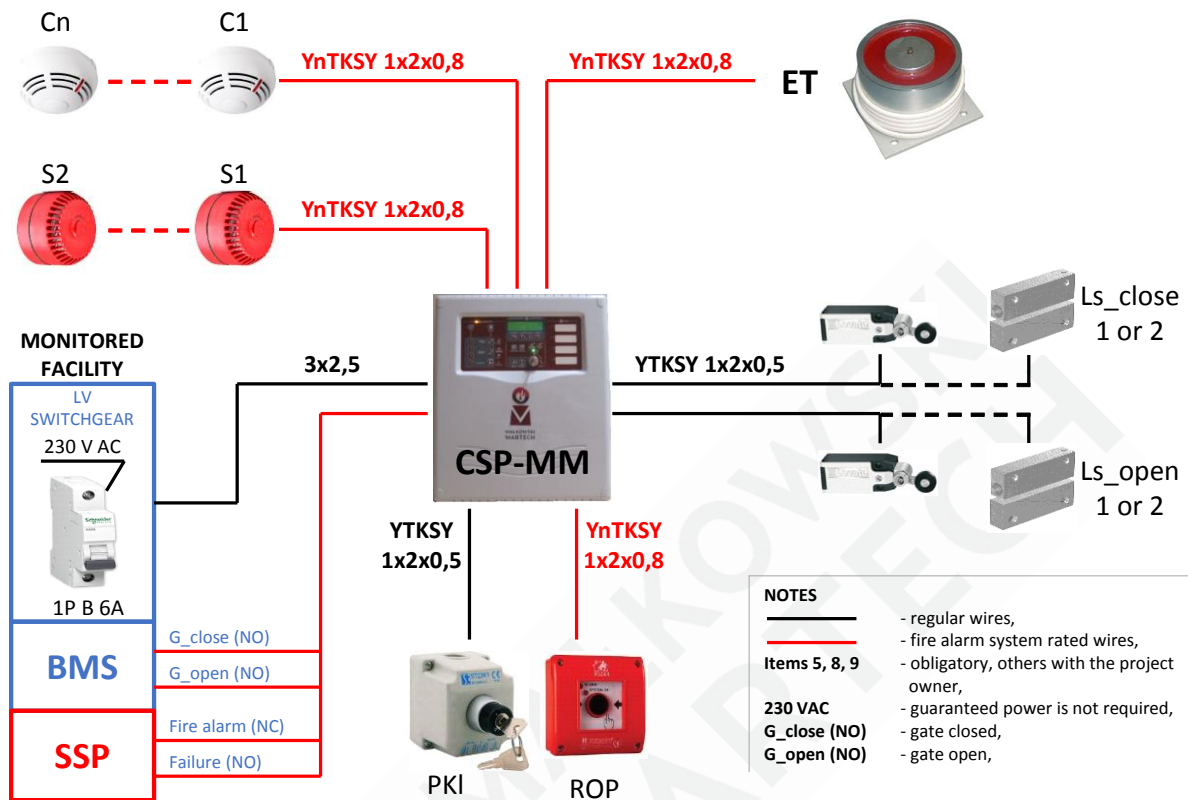 Cn
C1
YnTKSY 1x2x0,8
YnTKSY 1x2x0,8
ET
S2
S1
YnTKSY 1x2x0,8
MONITORED
FACILITY
LV
SWITCHGEAR
230 V AC
1P B 6A
BMS
SSP
3x2,5
YTKSY 1x2x0,5
MAŁKOWSKI
MARTECH
CSP-MM
Ls_close
1 or 2
Ls_open
1 or 2
YTKSY
1x2x0,5
YnTKSY
1x2x0,8
G_close (NO)
G_open (NO)
Fire alarm (NC)
Failure (NO)
PKl
ROP
NOTES
- regular wires,
- fire alarm system rated wires,
Items 5, 8, 9 - obligatory, others with the project
owner,
230 VAC - guaranteed power is not required,
G_close (NO) - gate closed,
G_open (NO) - gate open,